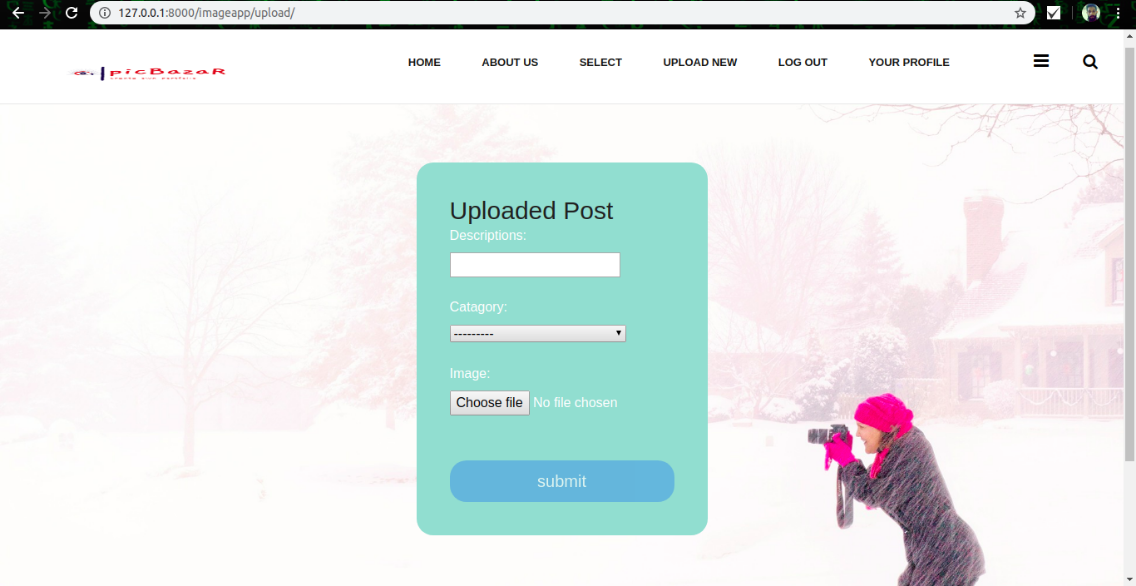 127.0.0.1:8000/imageapp/upload/
picBazaR
HOME ABOUT US SELECT UPLOAD NEW LOG OUT YOUR PROFILE
Uploaded Post
Descriptions:
Catagory:
---------
Image:
Choose file No file chosen
submit